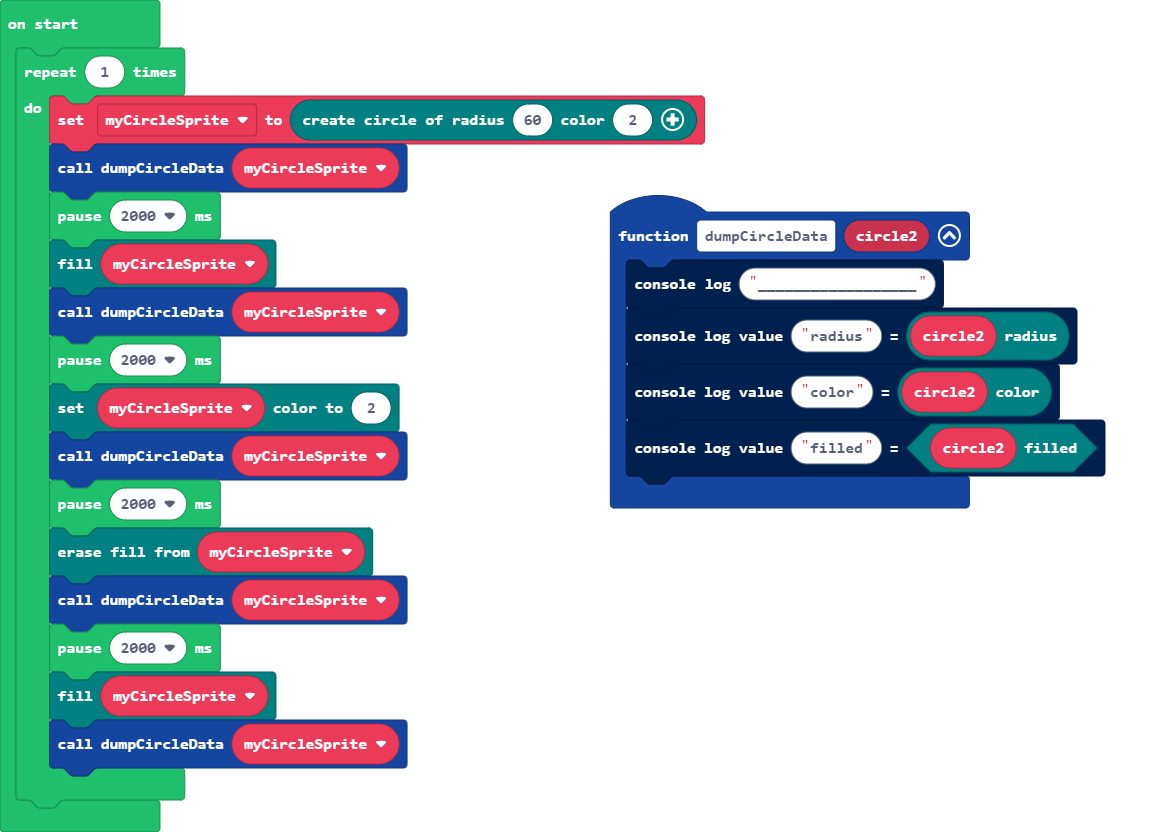 on start
repeat 1 times
do
set myCircleSprite to create circle of radius 60 color 2
call dumpCircleData myCircleSprite
pause 2000 ms
fill myCircleSprite
call dumpCircleData myCircleSprite
pause 2000 ms
set myCircleSprite color to 2
call dumpCircleData myCircleSprite
pause 2000 ms
erase fill from myCircleSprite
call dumpCircleData myCircleSprite
pause 2000 ms
fill myCircleSprite
call dumpCircleData myCircleSprite
function dumpCircleData circle2
console log "__________________"
console log value "radius" = circle2 radius
console log value "color" = circle2 color
console log value "filled" = circle2 filled